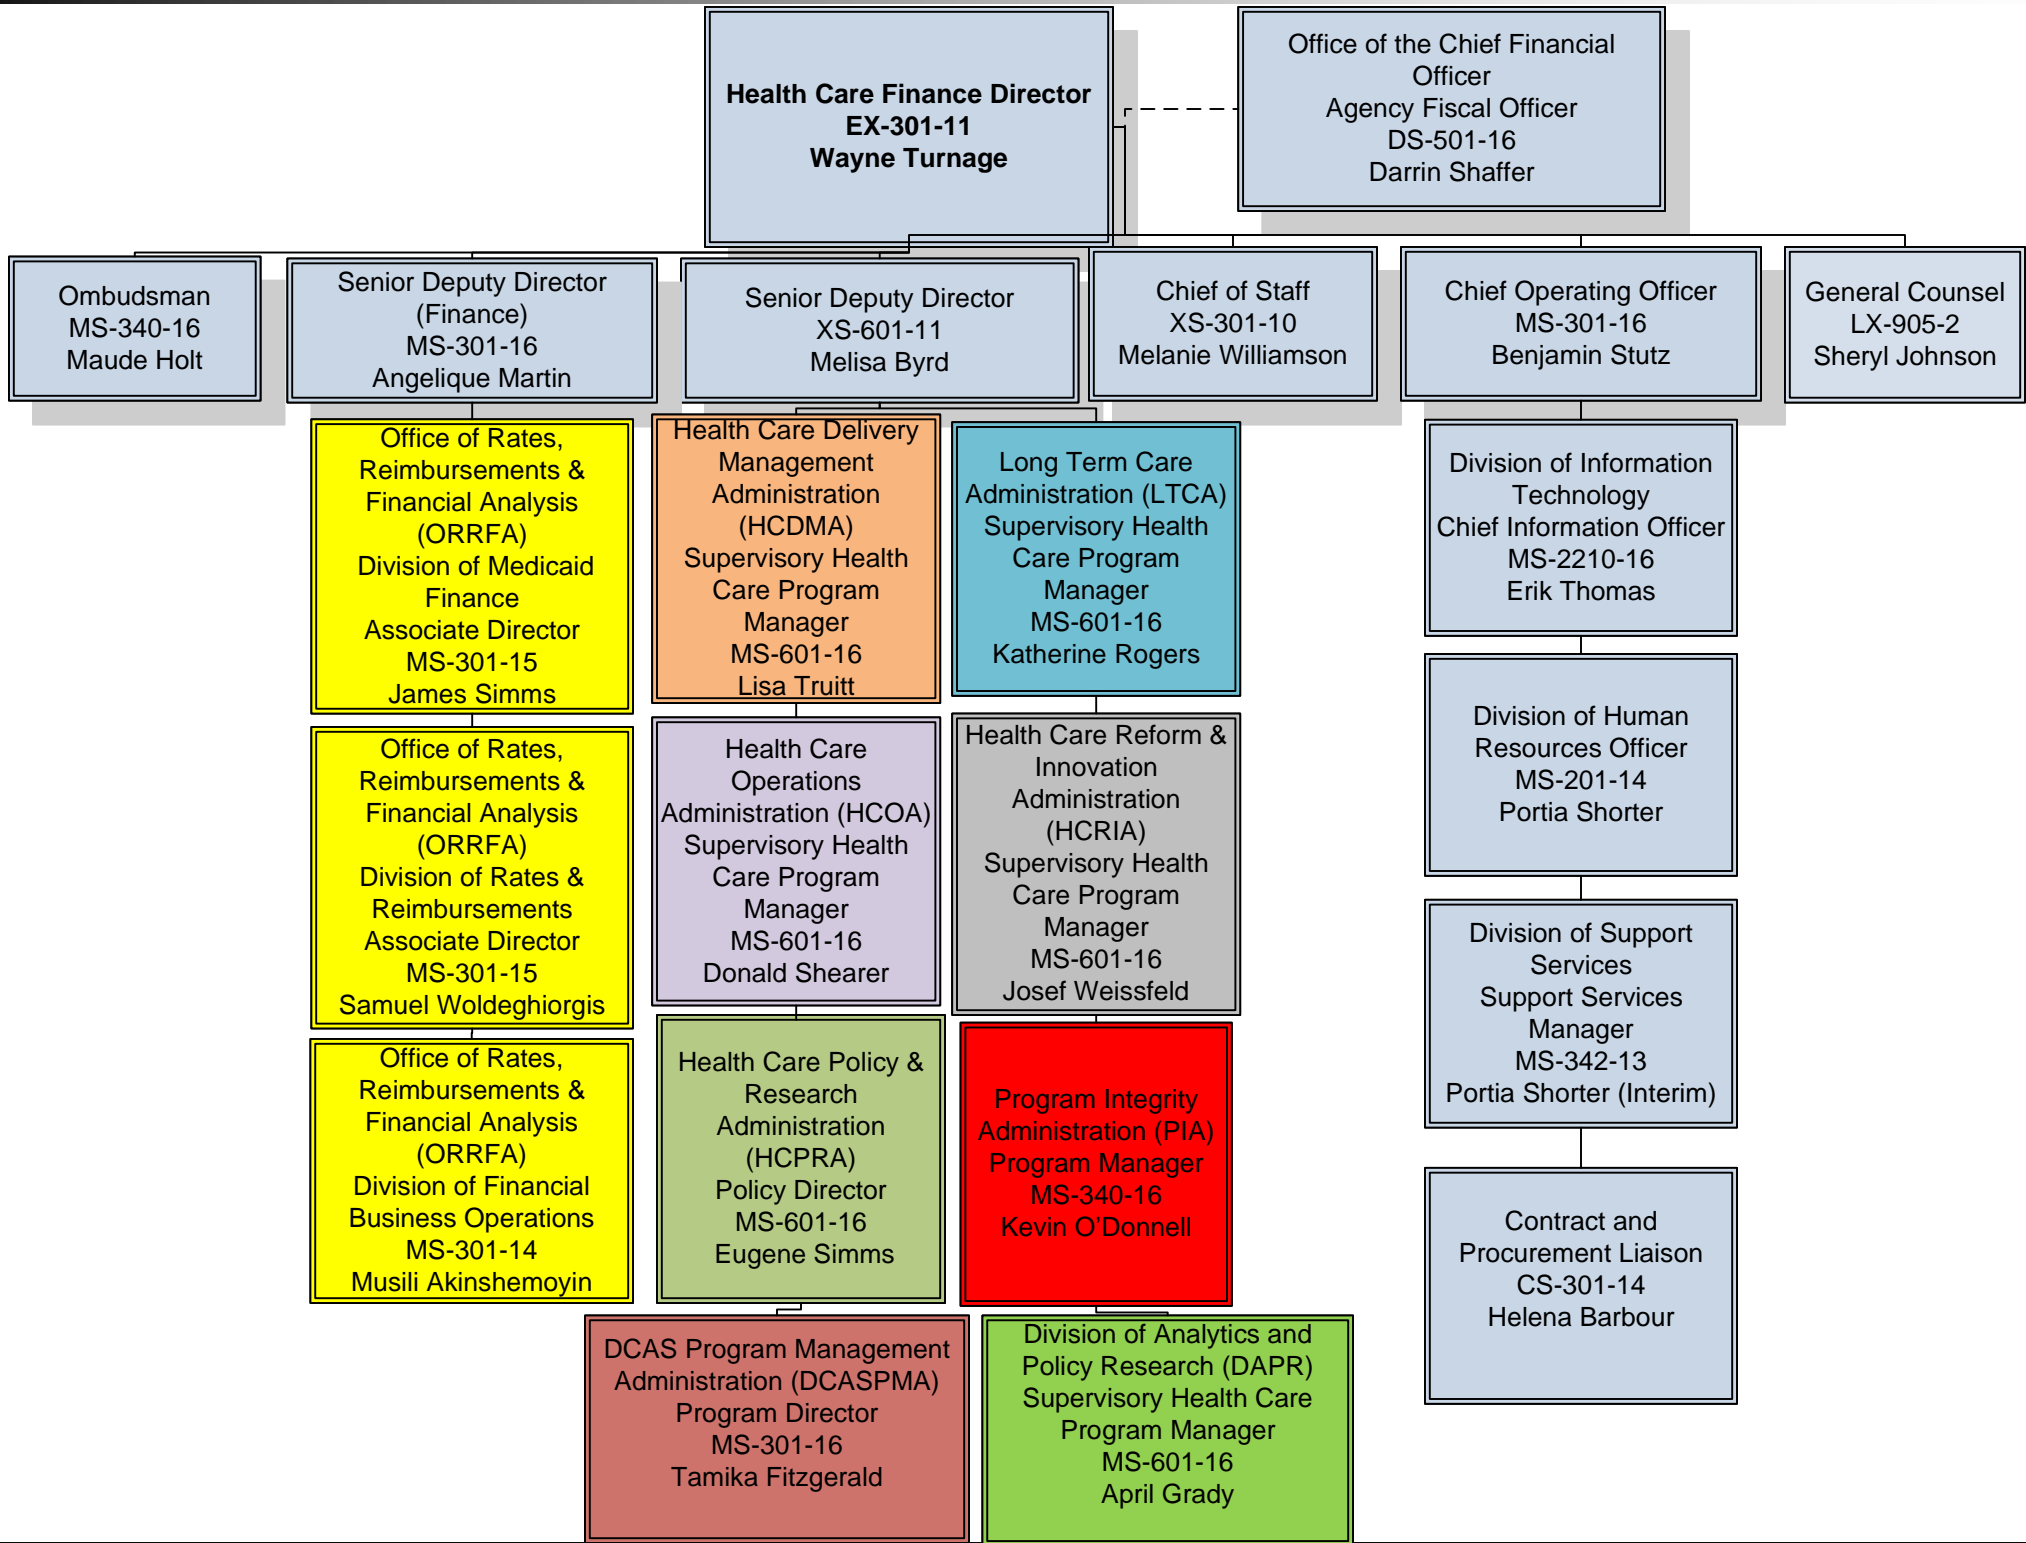 Health Care Finance Director
EX-301-11
Wayne Turnage
Office of the Chief Financial
Officer
Agency Fiscal Officer
DS-501-16
Darrin Shaffer
Ombudsman
MS-340-16
Maude Holt
Senior Deputy Director
(Finance)
MS-301-16
Angelique Martin
Senior Deputy Director
XS-601-11
Melisa Byrd
Chief of Staff
XS-301-10
Melanie Williamson
Chief Operating Officer
MS-301-16
Benjamin Stutz
General Counsel
LX-905-2
Sheryl Johnson
Office of Rates,
Reimbursements &
Financial Analysis
(ORRFA)
Division of Medicaid
Finance
Associate Director
MS-301-15
James Simms
Health Care Delivery
Management
Administration
(HCDMA)
Supervisory Health
Care Program
Manager
MS-601-16
Lisa Truitt
Long Term Care
Administration (LTCA)
Supervisory Health
Care Program
Manager
MS-601-16
Katherine Rogers
Division of Information
Technology
Chief Information Officer
MS-2210-16
Erik Thomas
Office of Rates,
Reimbursements &
Financial Analysis
(ORRFA)
Division of Rates &
Reimbursements
Associate Director
MS-301-15
Samuel Woldeghiorgis
Health Care
Operations
Administration (HCOA)
Supervisory Health
Care Program
Manager
MS-601-16
Donald Shearer
Health Care Reform &
Innovation
Administration
(HCRIA)
Supervisory Health
Care Program
Manager
MS-601-16
Josef Weissfeld
Division of Human
Resources Officer
MS-201-14
Portia Shorter
Division of Support
Services
Support Services
Manager
MS-342-13
Portia Shorter (Interim)
Office of Rates,
Reimbursements &
Financial Analysis
(ORRFA)
Division of Financial
Business Operations
MS-301-14
Musili Akinshemoyin
Health Care Policy &
Research
Administration
(HCPRA)
Policy Director
MS-601-16
Eugene Simms
Program Integrity
Administration (PIA)
Program Manager
MS-340-16
Kevin O’Donnell
Contract and
Procurement Liaison
CS-301-14
Helena Barbour
DCAS Program Management
Administration (DCASPMA)
Program Director
MS-301-16
Tamika Fitzgerald
Division of Analytics and
Policy Research (DAPR)
Supervisory Health Care
Program Manager
MS-601-16
April Grady